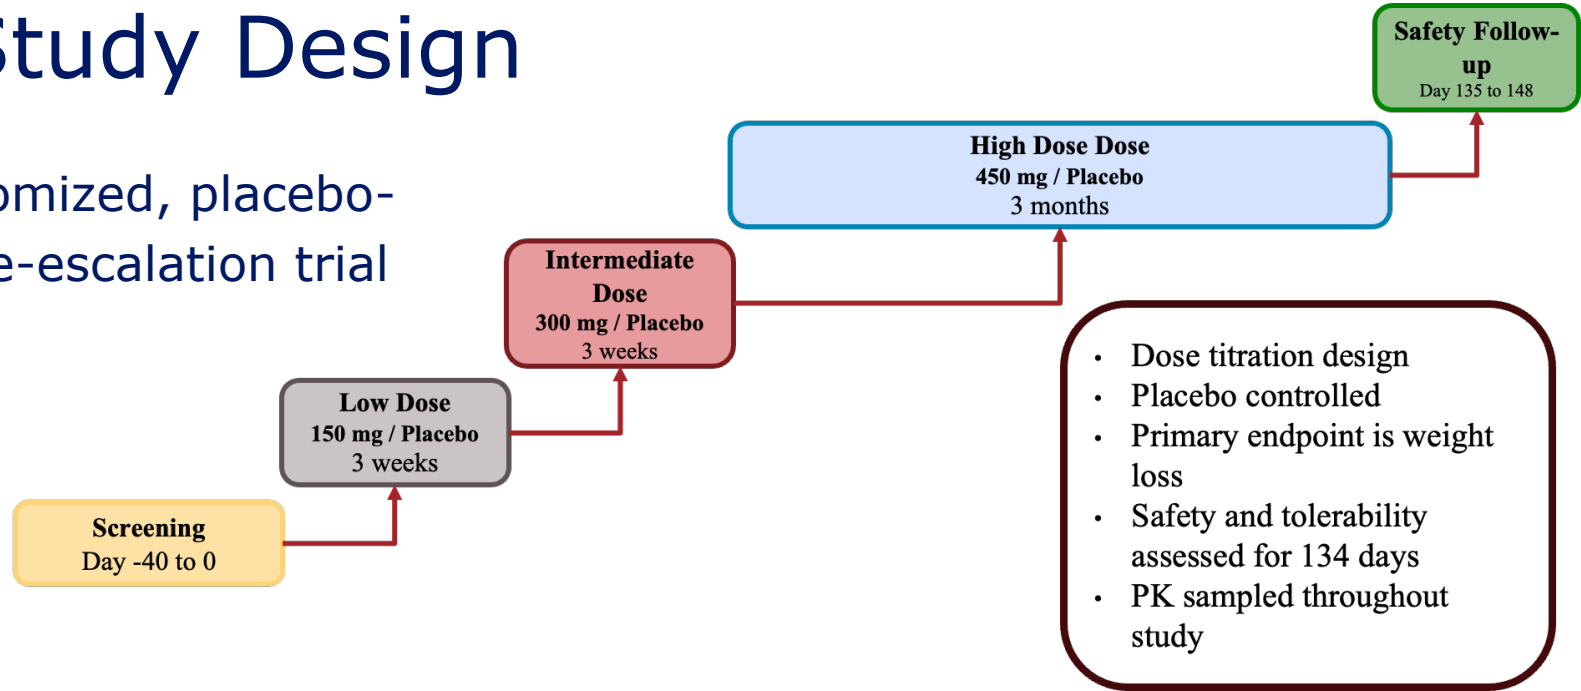 Study Design
omized, placebo-
e-escalation trial
Safety Follow-
up
Day 135 to 148
High Dose Dose
450 mg / Placebo
3 months
Intermediate
Dose
300 mg / Placebo
3 weeks
Low Dose
150 mg / Placebo
3 weeks
Screening
Day -40 to 0
• Dose titration design
• Placebo controlled
• Primary endpoint is weight
loss
• Safety and tolerability
assessed for 134 days
• PK sampled throughout
study